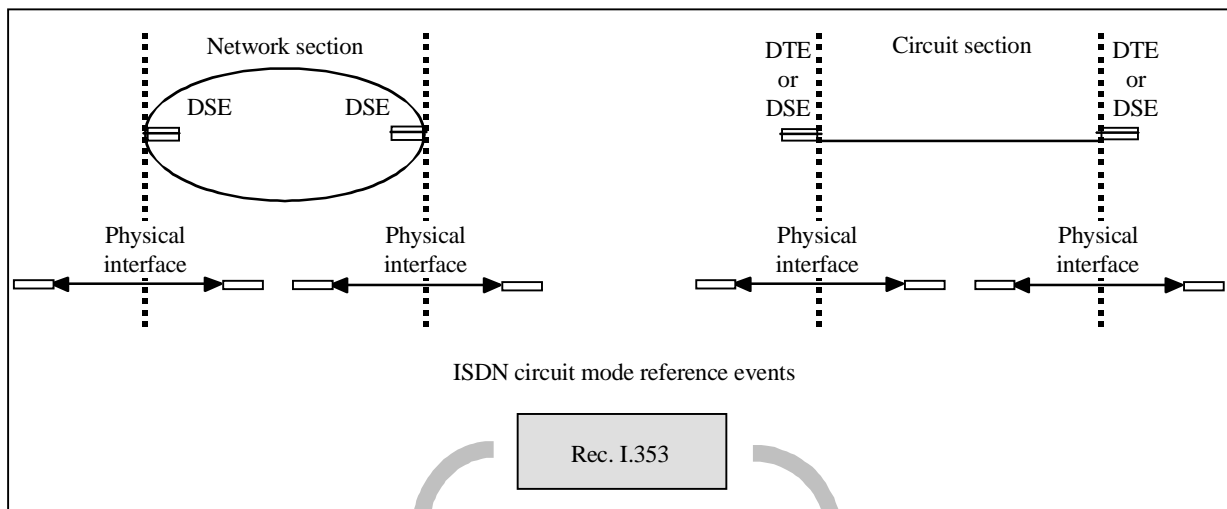 Network section
DSE
DSE
Physical
interface
Physical
interface
DTE
or
DSE
Circuit section
DTE
or
DSE
Physical
interface
Physical
interface
ISDN circuit mode reference events
Rec. I.353